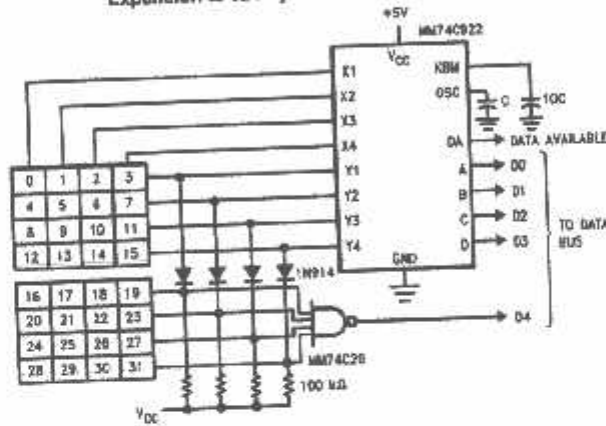 +5V
MM74C922
VCC
X1
X2
X3
X4
Y1
Y2
Y3
Y4
KBM
OSC
C
10C
DA
DATA AVAILABLE
A
D0
B
D1
C
D2
D
D3
TO DATA
BUS
GND
0 1 2 3
4 5 6 7
8 9 10 11
12 13 14 15
1N914
16 17 18 19
20 21 22 23
24 25 26 27
28 29 30 31
D4
MM74C20
100 kΩ
VCC